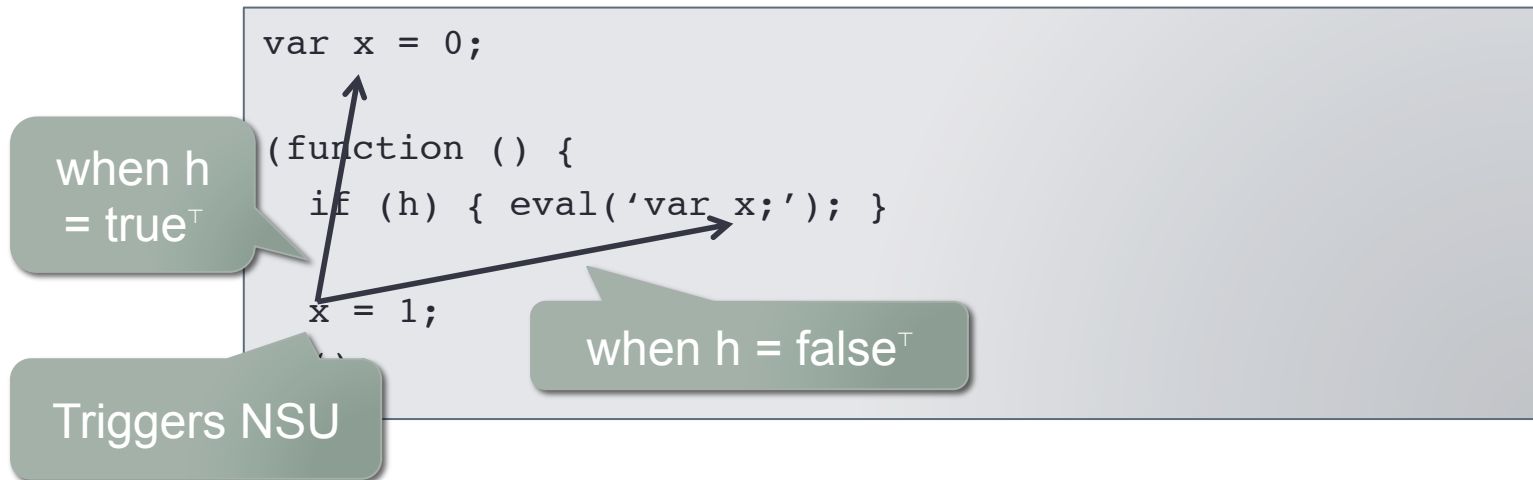 var x = 0;
(function () {
if (h) { eval(‘var x;’); }
x = 1;
when h
= true⊤
when h = false⊤
Triggers NSU